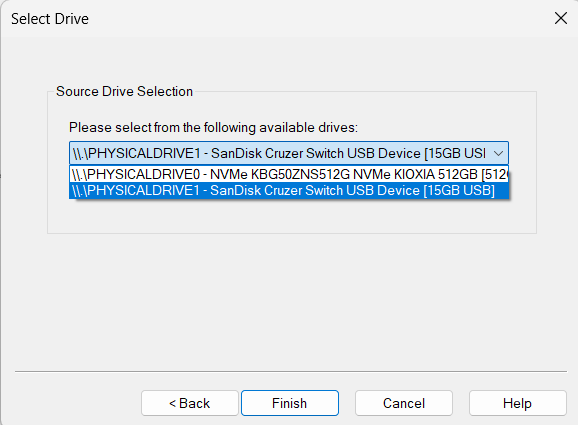 Select Drive
Source Drive Selection
Please select from the following available drives:
\\.\PHYSICALDRIVE1 - SanDisk Cruzer Switch USB Device [15GB USI
\\.\PHYSICALDRIVE0 - NVMe KBG50ZNS512G NVMe KIOXIA 512GB [512
\\.\PHYSICALDRIVE1 - SanDisk Cruzer Switch USB Device [15GB USB]
< Back
Finish
Cancel
Help